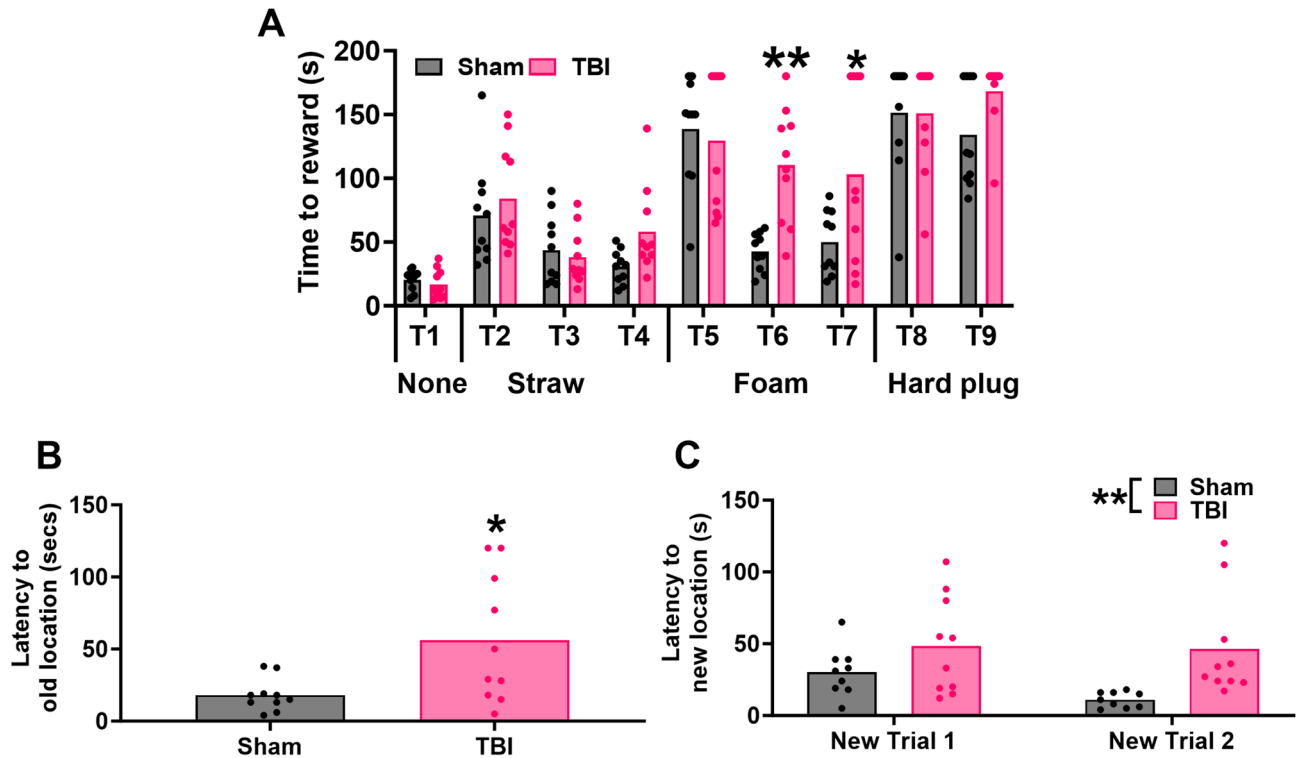 A
Time to reward (s)
200
150
100
50
0
Sham TBI
** *
T1 T2 T3 T4 T5 T6 T7 T8 T9
None Straw Foam Hard plug
B
Latency to
old location (secs)
150
100
50
0
*
Sham TBI
C
Latency to
new location (s)
150
100
50
0
** Sham
TBI
New Trial 1 New Trial 2